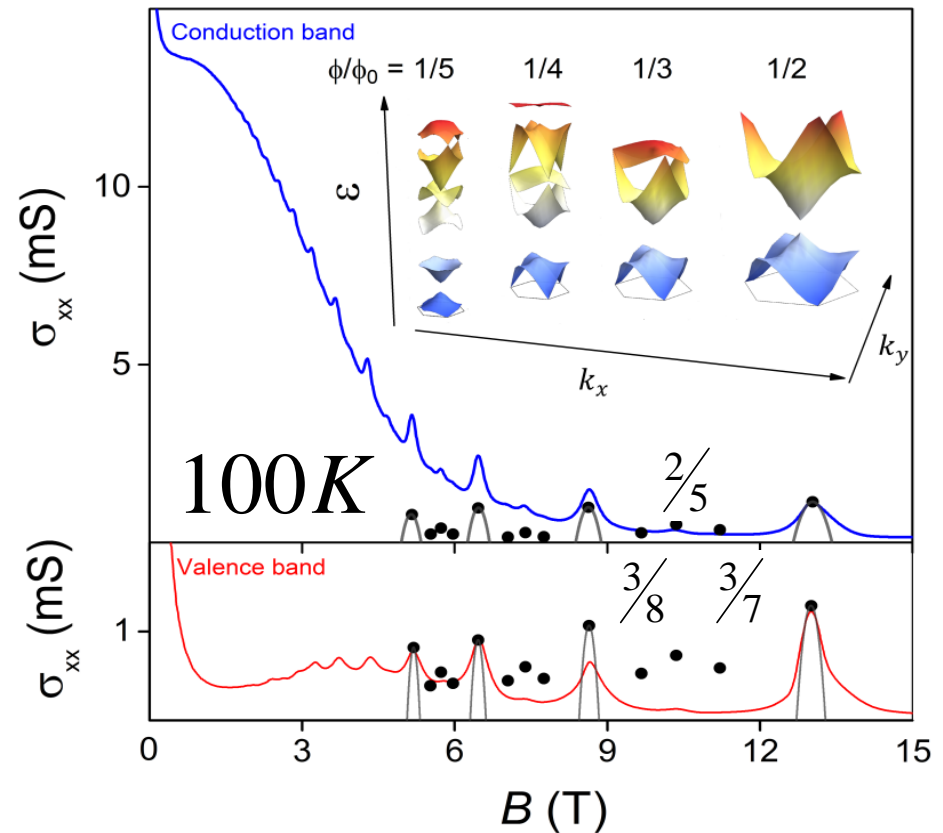 Conduction band
ϕ/ϕ0 = 1/5 1/4 1/3 1/2
10
ε
σxx (mS)
5
kx
ky
100K
2/5
Valence band
3/8 3/7
1
σxx (mS)
0 3 6 9 12 15
B (T)